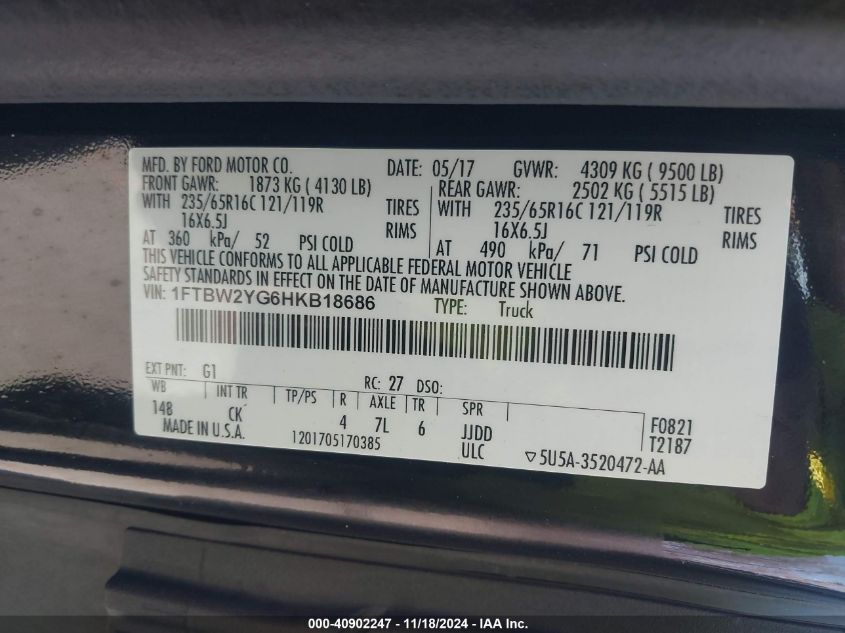 MFD. BY FORD MOTOR CO. DATE: 05/17 GVWR: 4309 KG ( 9500 LB)
FRONT GAWR: 1873 KG ( 4130 LB) REAR GAWR: 2502 KG ( 5515 LB)
WITH 235/65R16C 121/119R TIRES WITH 235/65R16C 121/119R TIRES
16X6.5J RIMS 16X6.5J RIMS
AT 360 kPa/ 52 PSI COLD AT 490 kPa/ 71 PSI COLD
THIS VEHICLE CONFORMS TO ALL APPLICABLE FEDERAL MOTOR VEHICLE
SAFETY STANDARDS IN EFFECT ON THE DATE OF MANUFACTURE SHOWN ABOVE.
VIN: 1FTBW2YG6HKB18686 TYPE: Truck
EXT PNT: G1 RC: 27 DSO:
WB INT TR TP/PS R AXLE TR SPR
148 CK 4 7L 6 JJDD F0821
MADE IN U.S.A. 1201705170385 ULC ▽5U5A-3520472-AA T2187
000-40902247 - 11/18/2024 - IAA Inc.